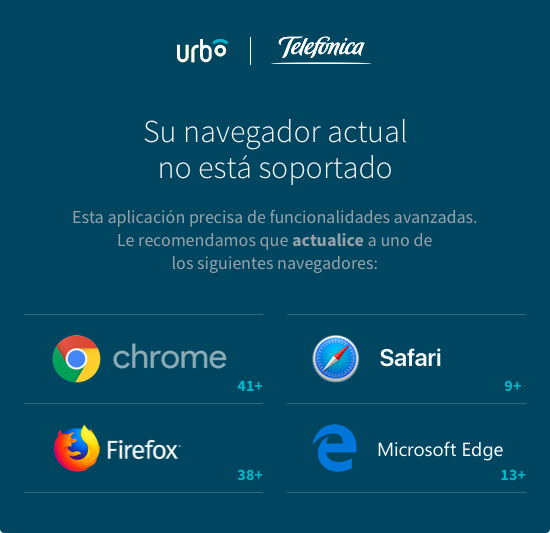 urbo
Telefónica
Su navegador actual
no está soportado
Esta aplicación precisa de funcionalidades avanzadas.
Le recomendamos que actualice a uno de
los siguientes navegadores:
chrome
41+
Safari
9+
Firefox
38+
Microsoft Edge
13+